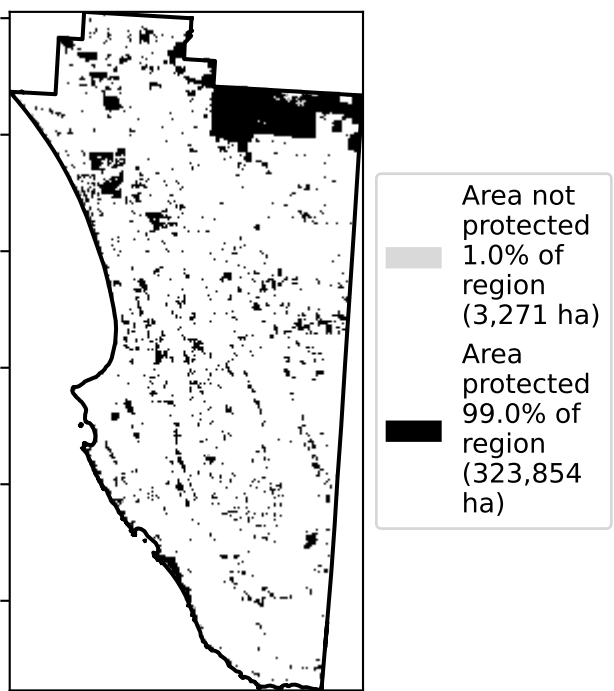 Area not
protected
1.0% of
region
(3,271 ha)
Area
protected
99.0% of
region
(323,854
ha)